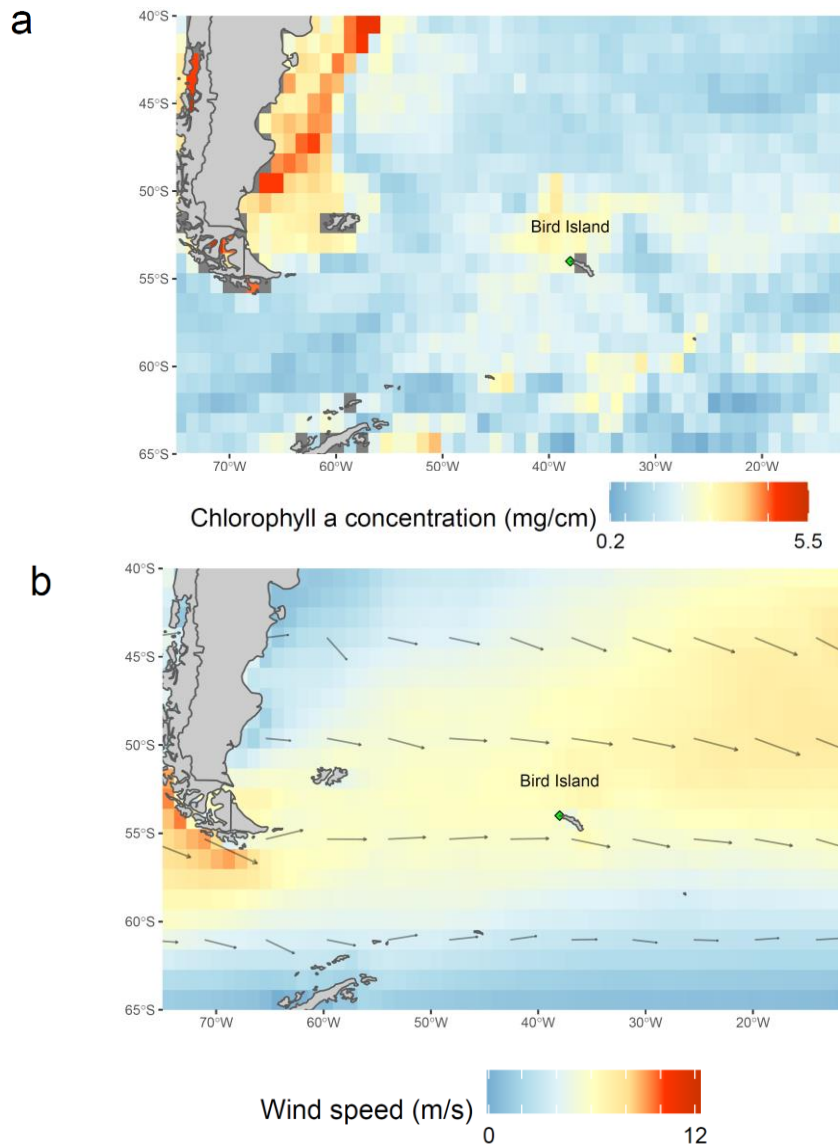 a
40°S
45°S
50°S
55°S
60°S
65°S
Bird Island
70°W 60°W 50°W 40°W 30°W 20°W
Chlorophyll a concentration (mg/cm)
0.2 5.5
b
40°S
45°S
50°S
55°S
60°S
65°S
Bird Island
70°W 60°W 50°W 40°W 30°W 20°W
Wind speed (m/s)
0 12